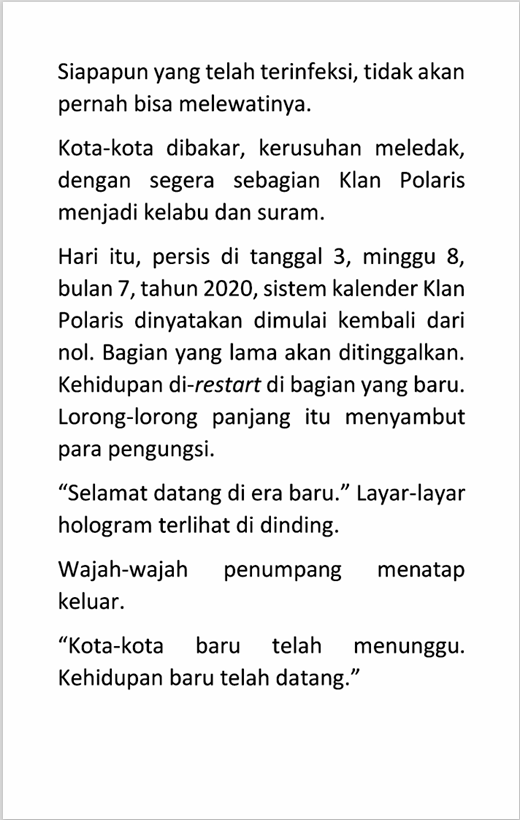 Siapapun yang telah terinfeksi, tidak akan
pernah bisa melewatinya.
Kota-kota dibakar, kerusuhan meledak,
dengan segera sebagian Klan Polaris
menjadi kelabu dan suram.
Hari itu, persis di tanggal 3, minggu 8,
bulan 7, tahun 2020, sistem kalender Klan
Polaris dinyatakan dimulai kembali dari
nol. Bagian yang lama akan ditinggalkan.
Kehidupan di-restart di bagian yang baru.
Lorong-lorong panjang itu menyambut
para pengungsi.
“Selamat datang di era baru.” Layar-layar
hologram terlihat di dinding.
Wajah-wajah penumpang menatap
keluar.
“Kota-kota baru telah menunggu.
Kehidupan baru telah datang.”